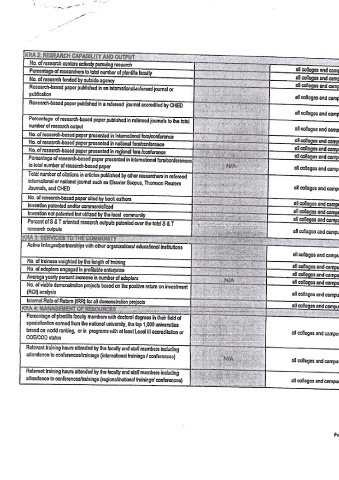 KRA 2: RESEARCH CAPABILITY AND OUTPUT
No. of research centers actively pursuing research
Percentage of researchers to total number of plantilla faculty all colleges and camp
No. of research funded by outside agency all colleges and camp
Research-based paper published in an international-refereed journal or
publication all colleges and camp
Research-based paper published in a refereed journal accredited by CHED
all colleges and camp
Percentage of research-based paper published in refereed journals to the total
number of research output all colleges and camp
No. of research-based paper presented in international fora/conference all colleges and camp
No. of research-based paper presented in national fora/conference all colleges and camp
No. of research-based paper presented in regional fora/conference all colleges and camp
Percentage of research-based paper presented in international fora/conferences
to total number of research-based paper N/A all colleges and camp
Total number of citations in articles published by other researchers in refereed
international or national journal such as Elsevier Scopus, Thomson Reuters
Journals, and CHED all colleges and camp
No. of research-based paper cited by book authors all colleges and camp
Invention patented and/or commercialized all colleges and camp
Invention not patented but utilized by the local community all colleges and camp
Percent of S & T oriented research outputs patented over the total S & T
research outputs all colleges and camp
KRA 3: SERVICES TO THE COMMUNITY
Active linkages/partnerships with other organizational educational institutions
all colleges and campu
No. of trainees weighted by the length of training all colleges and campu
No. of adopters engaged in profitable enterprise all colleges and campu
Average yearly percent increase in number of adopters N/A all colleges and campu
No. of viable demonstration projects based on the positive return on investment
(ROI) analysis all colleges and campu
Internal Rate of Return (IRR) for all demonstration projects all colleges and campu
KRA 4: MANAGEMENT OF RESOURCES
Percentage of plantilla faculty members with doctoral degrees in their field of
specialization earned from the national university, the top 1,000 universities
based on world ranking, or in programs with at least Level III accreditation or
COE/COD status all colleges and campu
Relevant training hours attended by the faculty and staff members including
attendance to conferences/trainings (international trainings / conferences) N/A all colleges and campu
Relevant training hours attended by the faculty and staff members including
attendance to conferences/trainings (regional/national trainings/ conferences) all colleges and campu